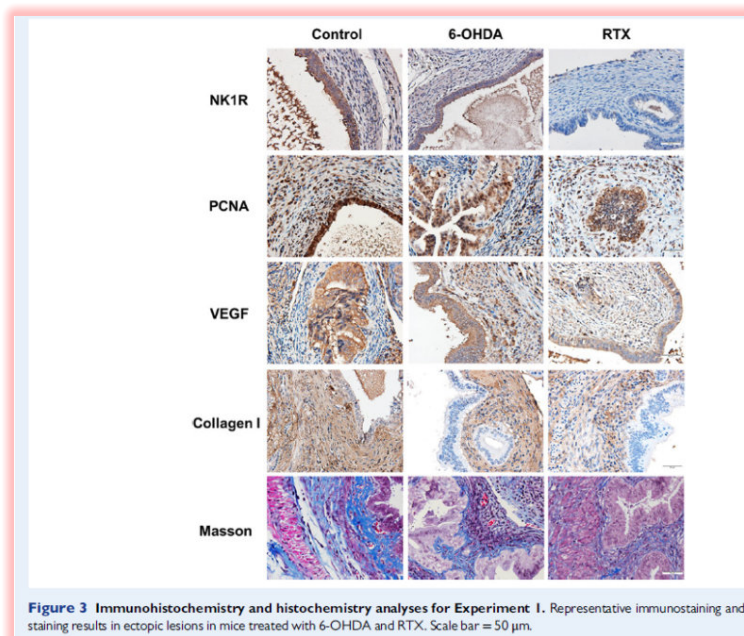 Control 6-OHDA RTX
NK1R
PCNA
VEGF
Collagen I
Masson
Figure 3 Immunohistochemistry and histochemistry analyses for Experiment 1. Representative immunostaining and
staining results in ectopic lesions in mice treated with 6-OHDA and RTX. Scale bar = 50 μm.